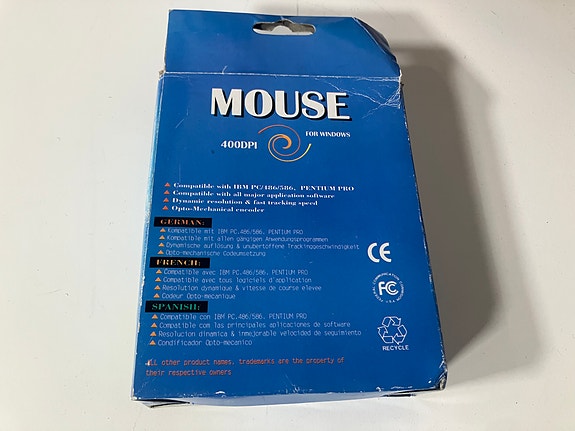 MOUSE
400DPI
FOR WINDOWS
Compatible with IBM PC/486/586, PENTIUM PRO
Compatible with all major application software
Dynamic resolution & fast tracking speed
Opto-Mechanical encoder
GERMAN:
Kompatible mit IBM PC,486/586, PENTIUM PRO
Kompatible mit allen gängigen Anwendungsprogrammen
Dynamische auflösung & unubertoffene Trackinggeschwindigkeit
Opto-mechanische Codeumsetzung
FRENCH:
Compatible avec IBM PC,486/586, PENTIUM PRO
Compatible avec tous logiciels d'application
Resolution dynamique & vitesse de course elevee
Codeur Opto-mecanique
SPANISH:
Compatible con IBM PC,486/586, PENTIUM PRO
Compatible com las principales aplicaciones de software
Resolucion dinamica & inmejorable velocidad de seguimiento
Condificador Opto-mecanico
CE
FC
RECYCLE
ALL other product names, trademarks are the property of
their respective owners